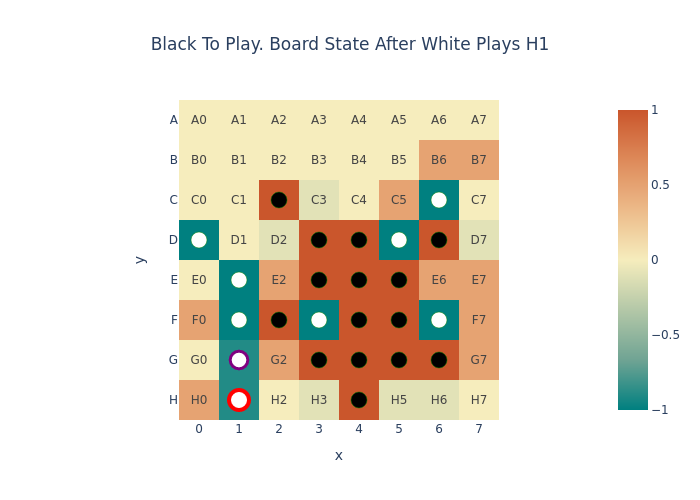 Black To Play. Board State After White Plays H1
A A0 A1 A2 A3 A4 A5 A6 A7
B B0 B1 B2 B3 B4 B5 B6 B7
C C0 C1 C3 C4 C5 C7
D D1 D2 D7
E E0 E2 E6 E7
F F0 F7
G G0 G2 G7
H H0 H2 H3 H5 H6 H7
0 1 2 3 4 5 6 7
x
y
1
0.5
0
−0.5
−1